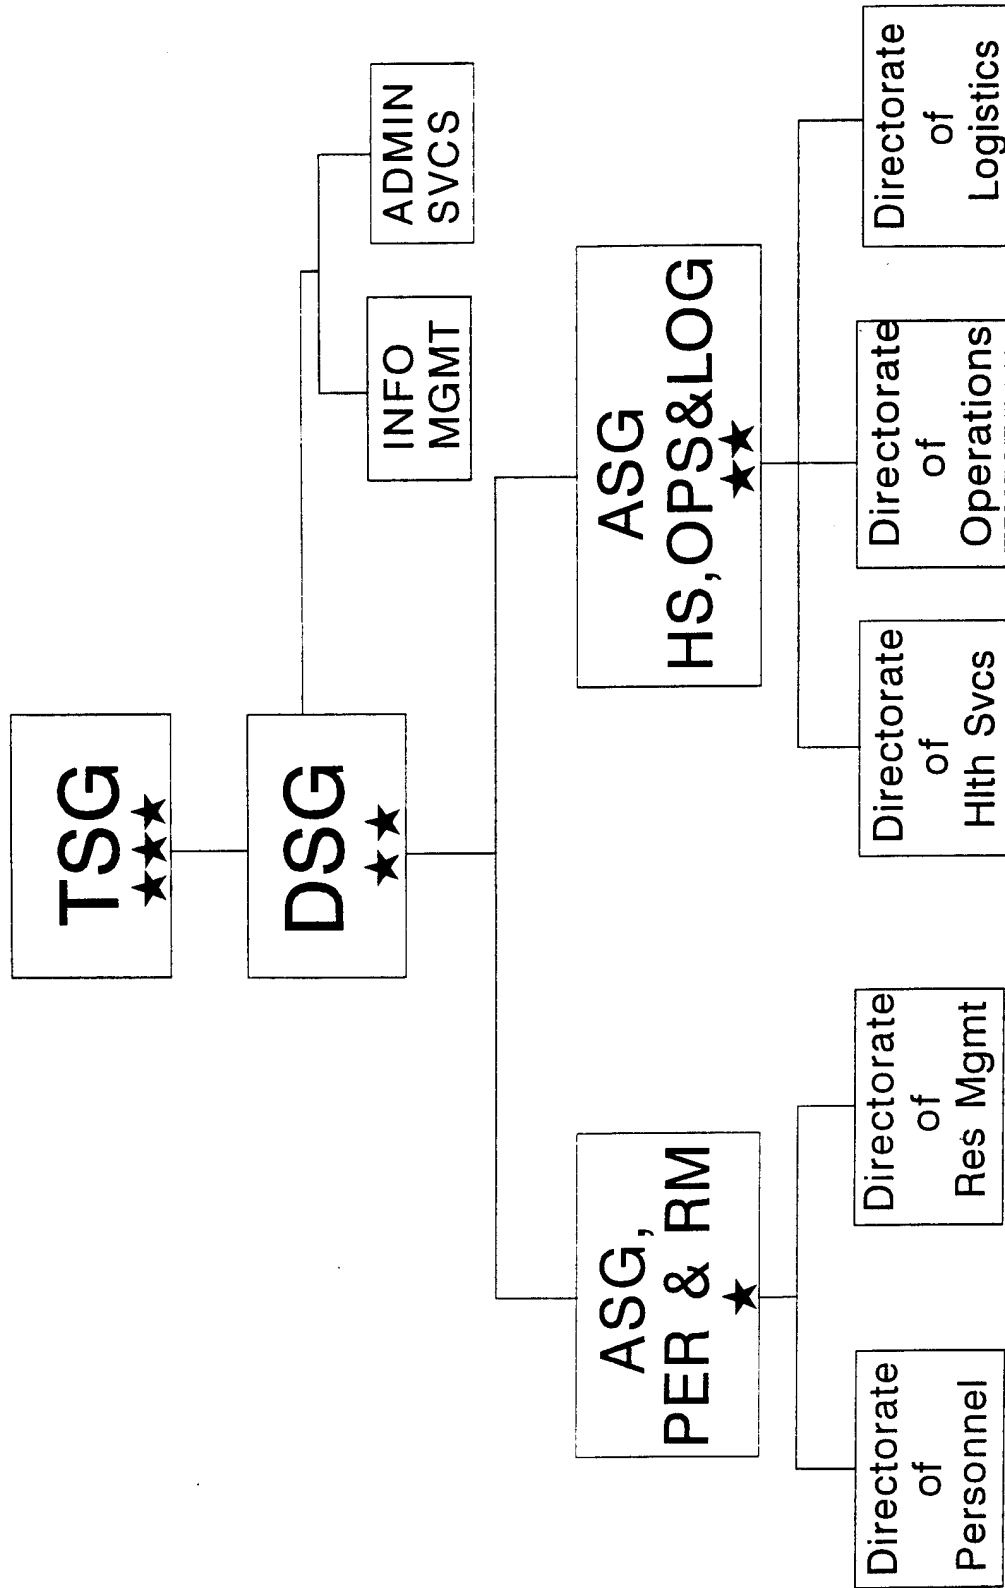 TSG
DSG
INFO
MGMT
ADMIN
SVCS
ASG,
PER & RM
ASG
HS,OPS&LOG
Directorate
of
Personnel
Directorate
of
Res Mgmt
Directorate
of
Hlth Svcs
Directorate
of
Operations
Directorate
of
Logistics